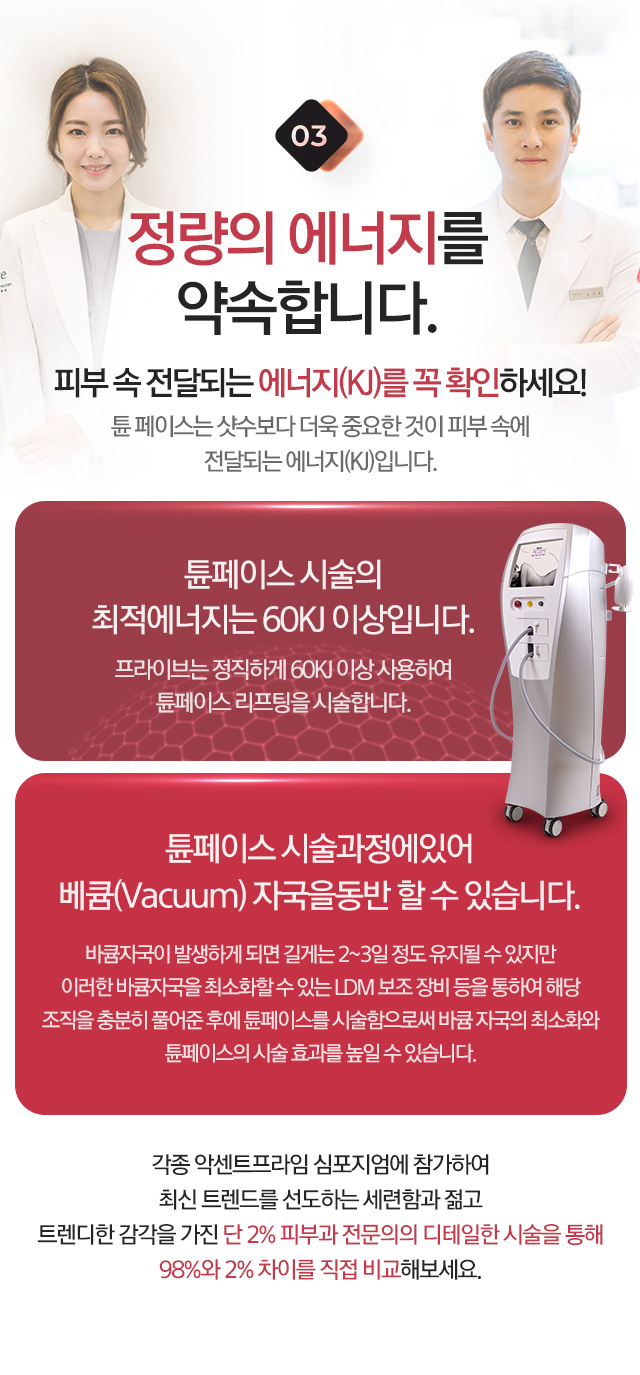 03
정량의 에너지를
약속합니다.
피부 속 전달되는 에너지(KJ)를 꼭 확인하세요!
튠 페이스는 샷수보다 더욱 중요한 것이 피부 속에
전달되는 에너지(KJ)입니다.
튠페이스 시술의
최적에너지는 60KJ 이상입니다.
프라이브는 정직하게 60KJ 이상 사용하여
튠페이스 리프팅을 시술합니다.
튠페이스 시술과정에있어
베큠(Vacuum) 자국을동반 할 수 있습니다.
바큠자국이 발생하게 되면 길게는 2~3일 정도 유지될 수 있지만
이러한 바큠자국을 최소화할 수 있는 LDM 보조 장비 등을 통하여 해당
조직을 충분히 풀어준 후에 튠페이스를 시술함으로써 바큠 자국의 최소화와
튠페이스의 시술 효과를 높일 수 있습니다.
각종 악센트프라임 심포지엄에 참가하여
최신 트렌드를 선도하는 세련함과 젊고
트렌디한 감각을 가진 단 2% 피부과 전문의의 디테일한 시술을 통해
98%와 2% 차이를 직접 비교해보세요.